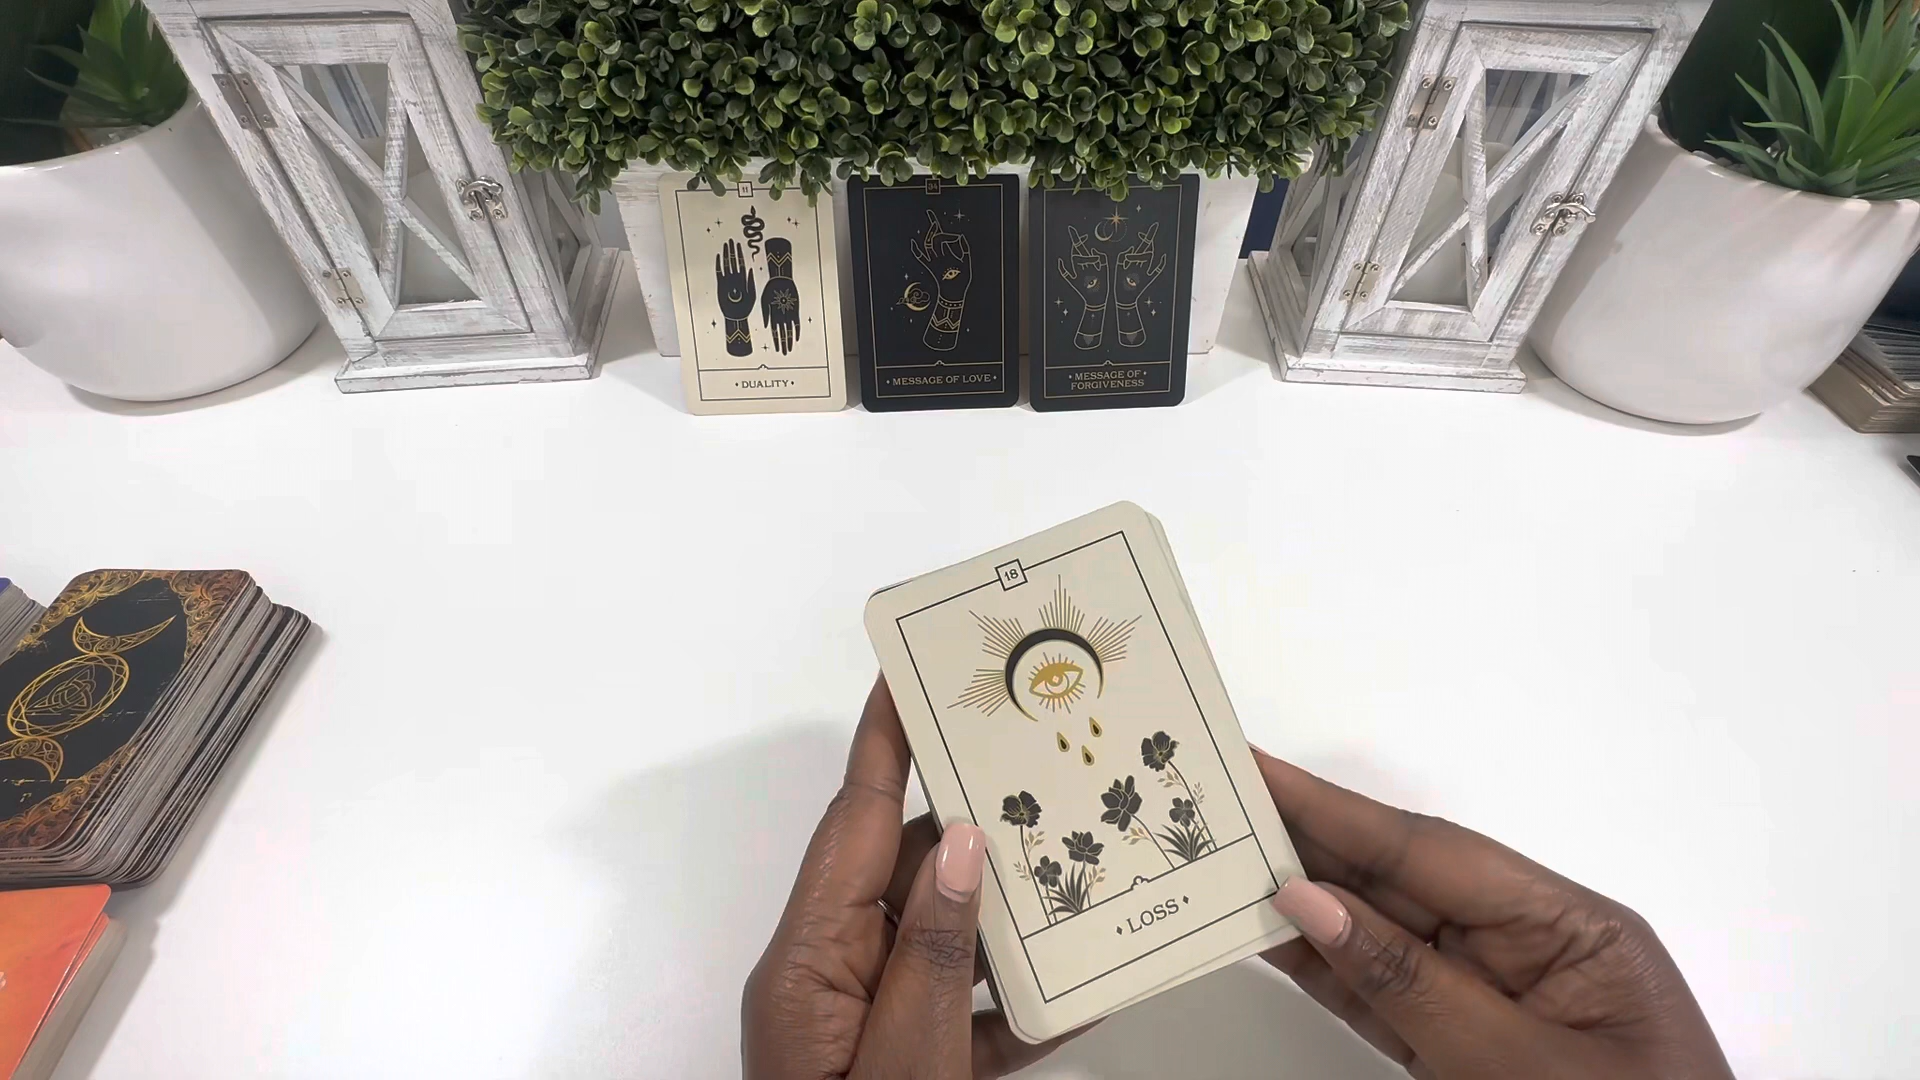 11
34
DUALITY
MESSAGE OF LOVE
MESSAGE OF
FORGIVENESS
18
LOSS